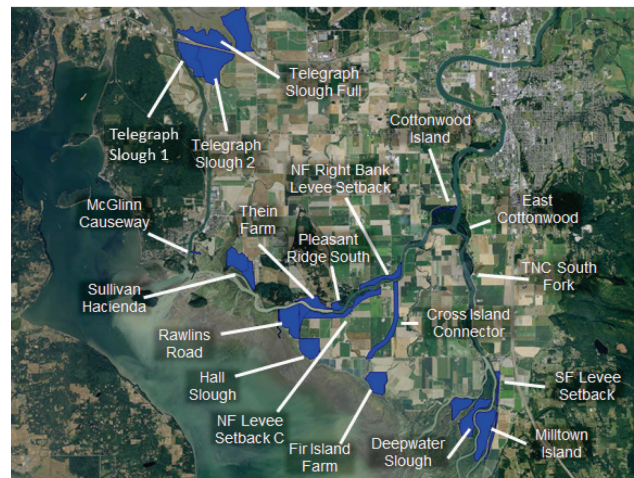 Telegraph
Slough Full
Telegraph
Slough 1
Telegraph
Slough 2
Cottonwood
Island
NF Right Bank
Levee Setback
McGlinn
Causeway
Thein
Farm
Pleasant
Ridge South
East
Cottonwood
TNC South
Fork
Sullivan
Hacienda
Rawlins
Road
Cross Island
Connector
Hall
Slough
SF Levee
Setback
NF Levee
Setback C
Fir Island
Farm
Deepwater
Slough
Milltown
Island